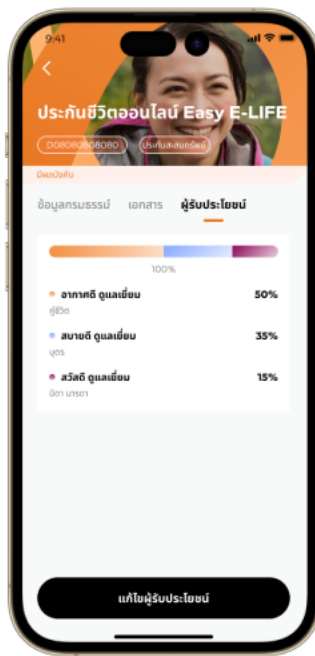 9:41
ประกันชีวิตออนไลน์ Easy E-LIFE
D08080808080 ประกันสะสมทรัพย์
มีผลบังคับ
ข้อมูลกรมธรรม์ เอกสาร ผู้รับประโยชน์
100%
อากาศดี ดูแลเยี่ยม 50%
คู่ชีวิต
สบายดี ดูแลเยี่ยม 35%
บุตร
สวัสดี ดูแลเยี่ยม 15%
บิดา มารดา
แก้ไขผู้รับประโยชน์